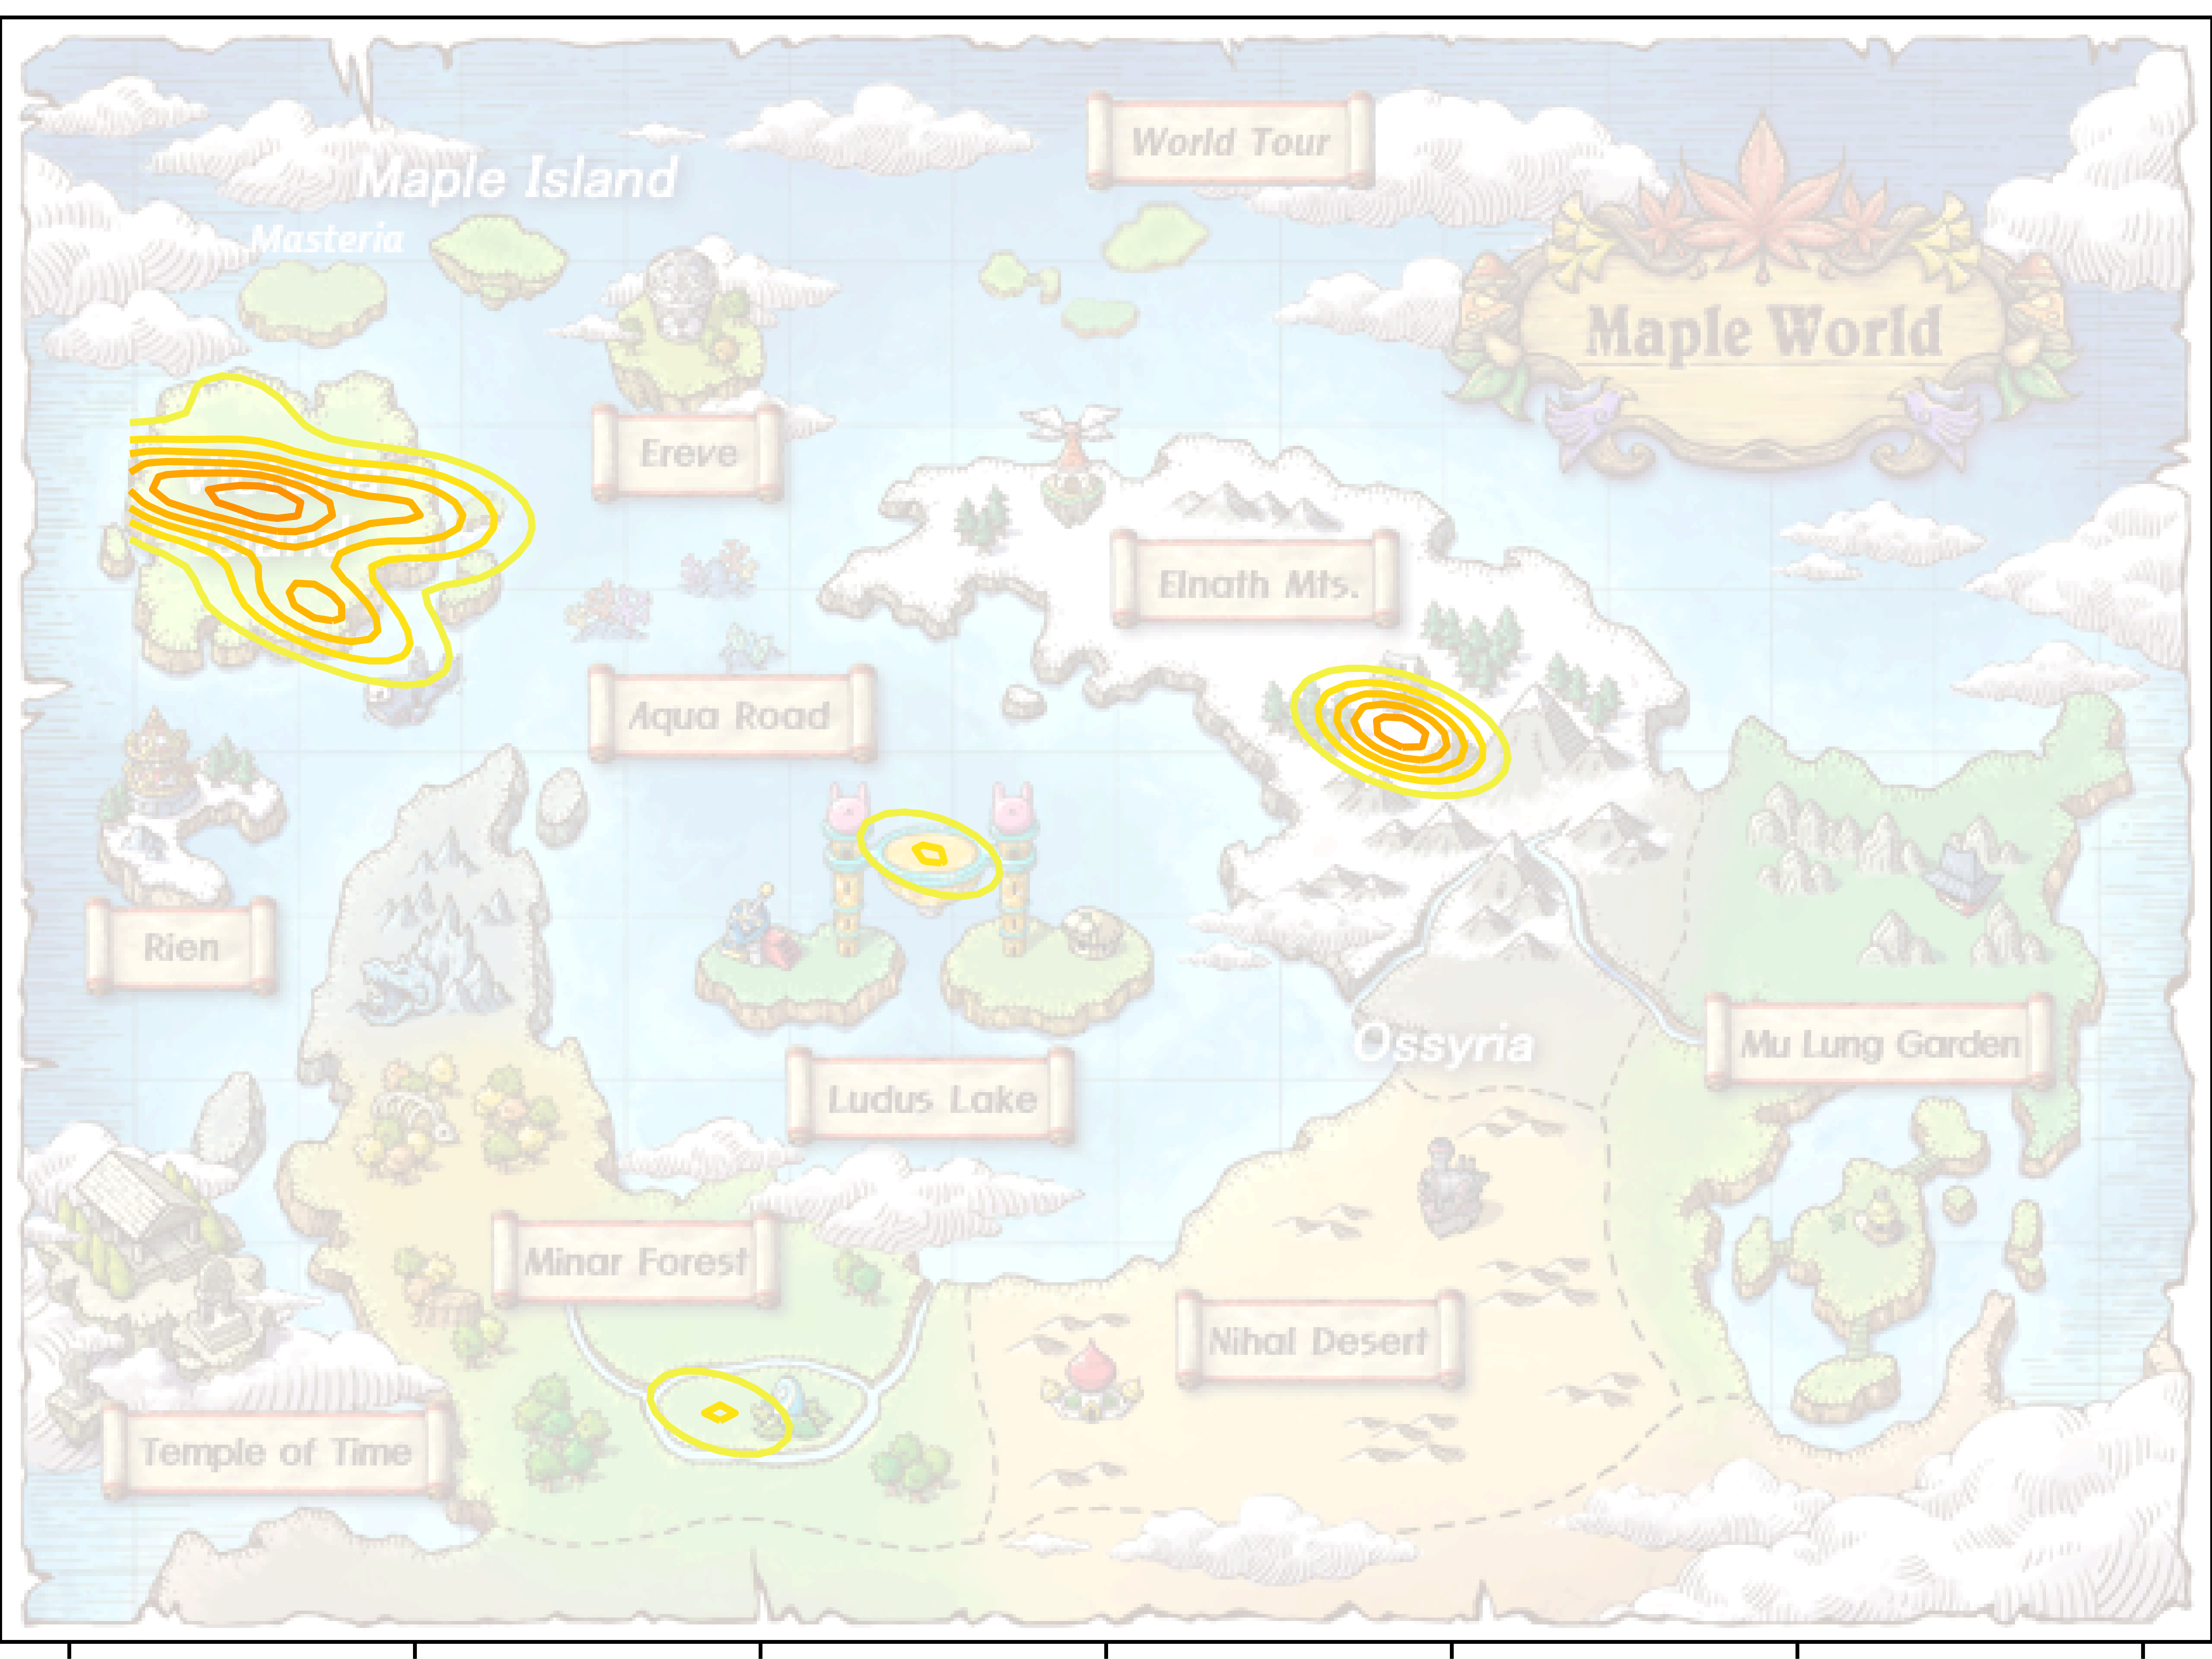 World Tour
Maple Island
Masteria
Maple World
Ereve
Elnath Mts.
Aqua Road
Rien
Ossyria
Mu Lung Garden
Ludus Lake
Minar Forest
Nihal Desert
Temple of Time